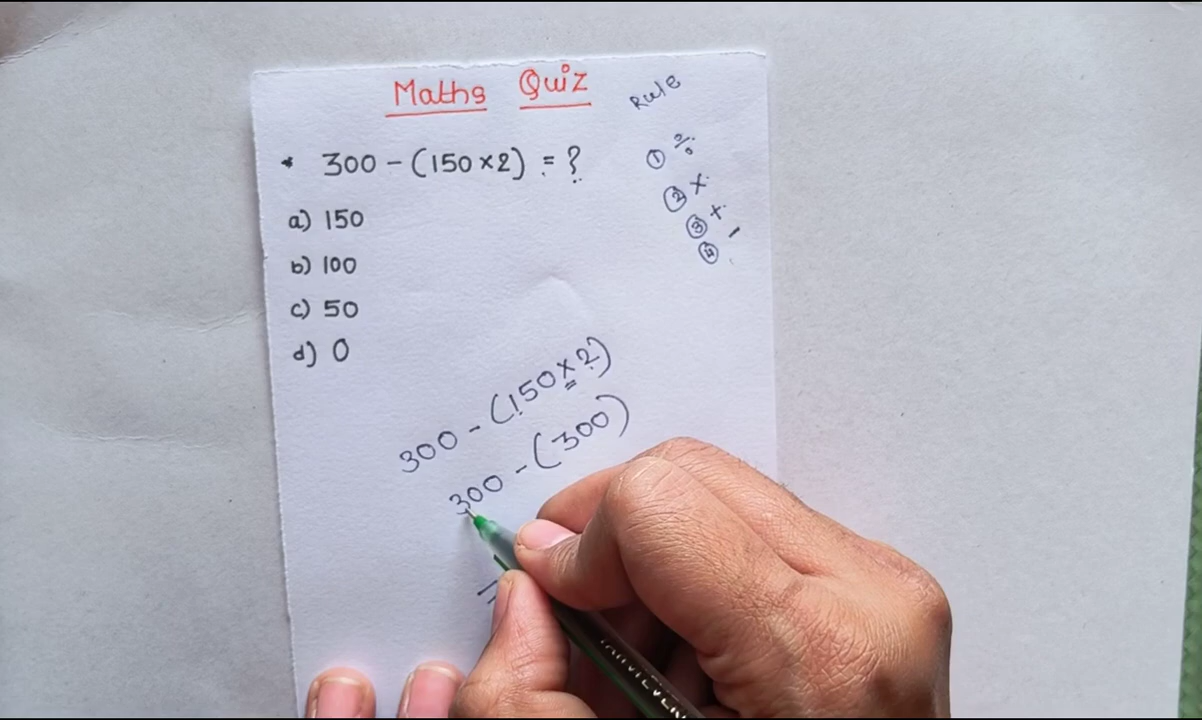 Maths Quiz
* 300 - (150 × 2) = ?
a) 150
b) 100
c) 50
d) 0
Rule
① %
② ×
③ +
④ -
300 - (150 × 2)
300 - (300)
=